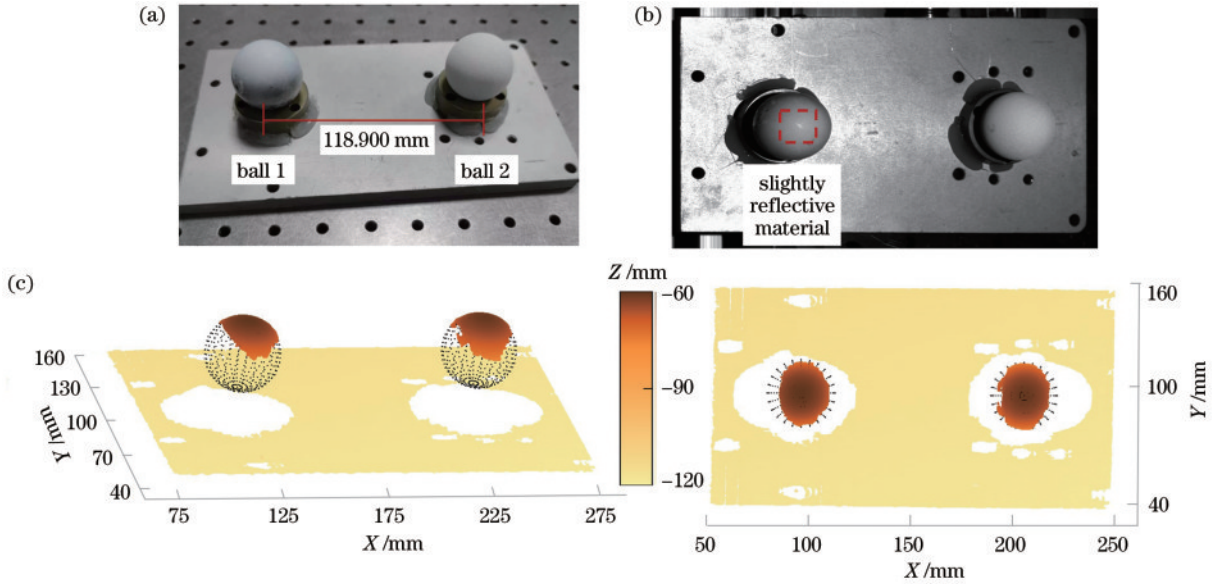 (a)
118.900 mm
ball 1
ball 2
(b)
slightly
reflective
material
(c)
160
130
100
70
40
Y /mm
75
125
175
225
275
X /mm
Z /mm
−60
−90
−120
160
100
40
Y /mm
50
100
150
200
250
X /mm